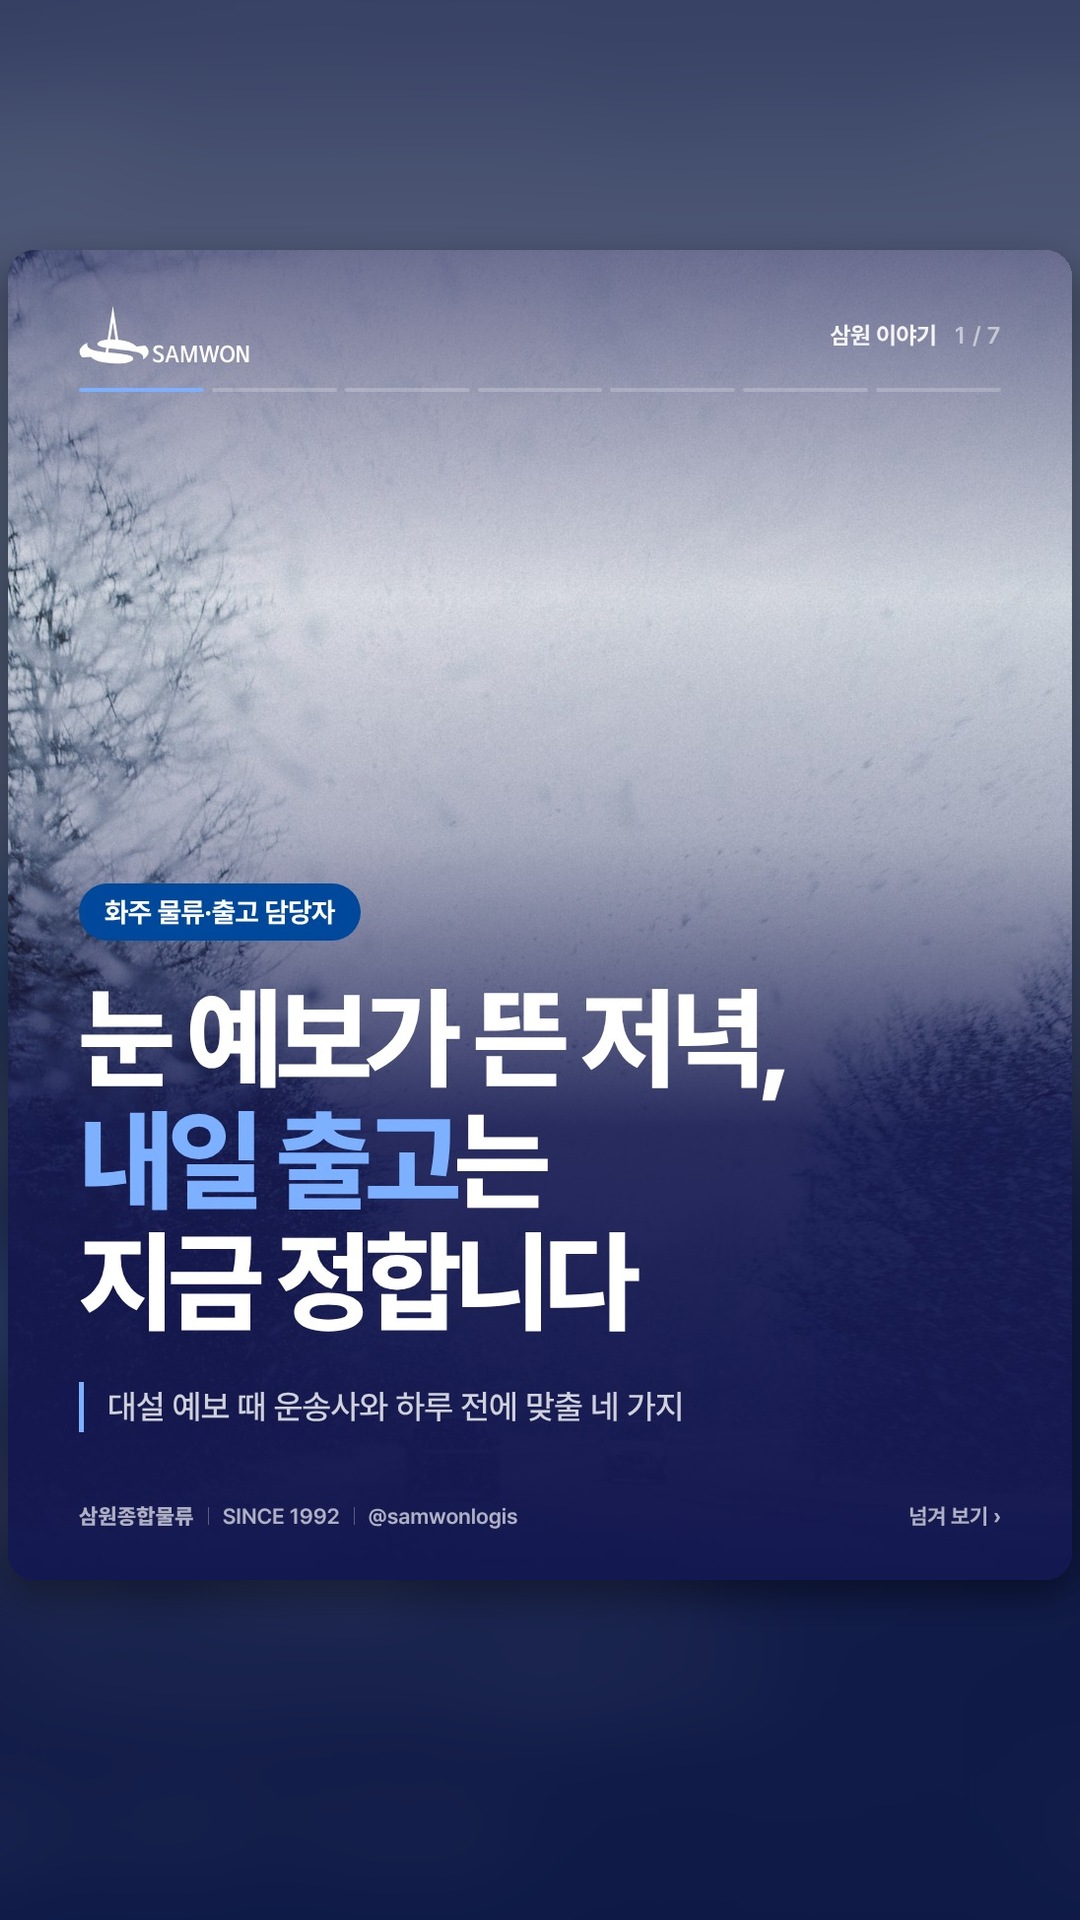 SAMWON
삼원 이야기 1 / 7
화주 물류·출고 담당자
눈 예보가 뜬 저녁,
내일 출고는
지금 정합니다
대설 예보 때 운송사와 하루 전에 맞출 네 가지
삼원종합물류 | SINCE 1992 | @samwonlogis
넘겨 보기 ›